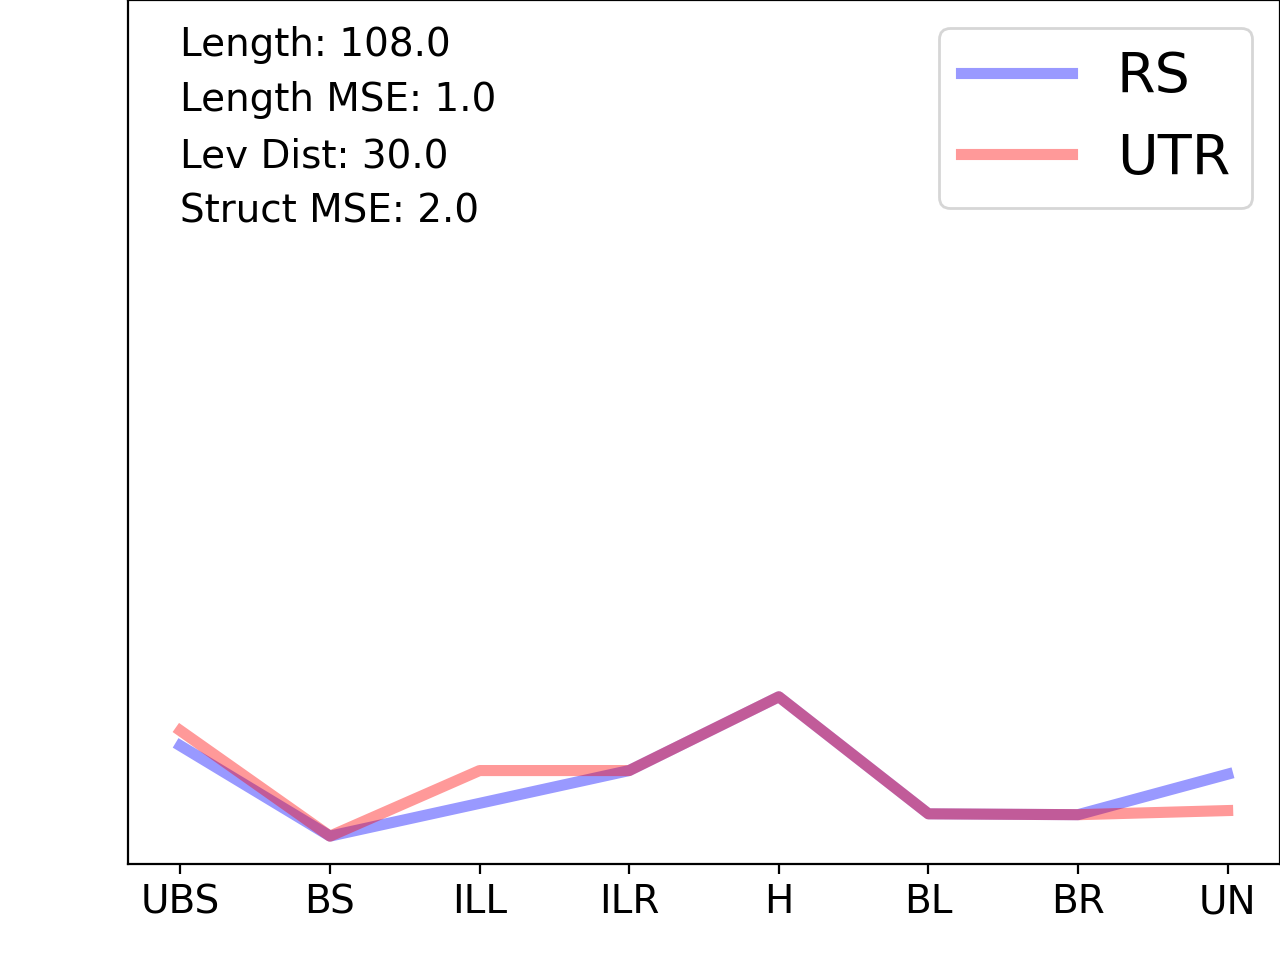 Length: 108.0
Length MSE: 1.0
Lev Dist: 30.0
Struct MSE: 2.0
RS
UTR
UBS BS ILL ILR H BL BR UN